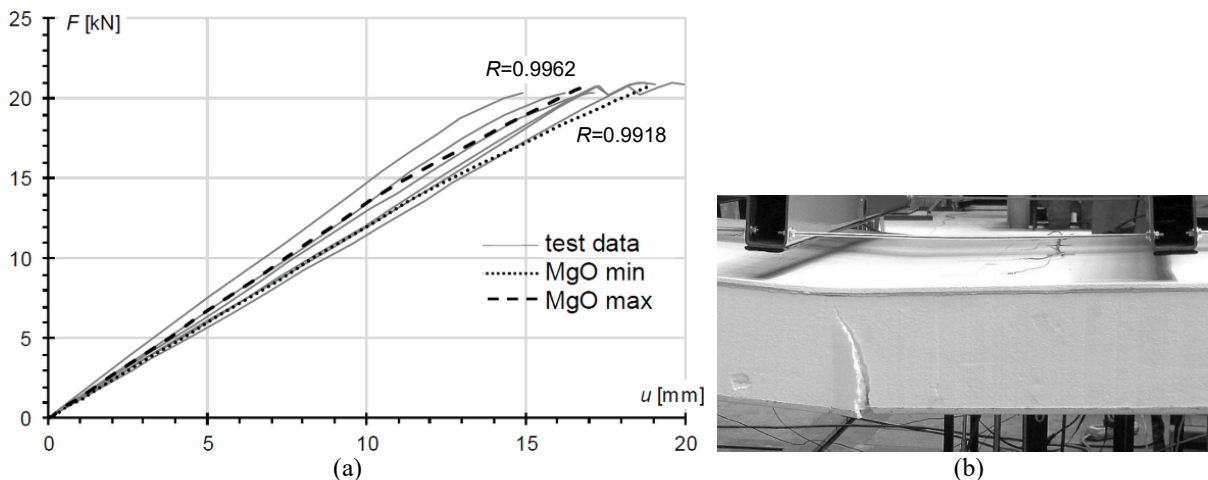 F [kN]
25
20
15
10
5
0
R=0.9962
R=0.9918
test data
MgO min
MgO max
u [mm]
0 5 10 15 20
(a)
(b)